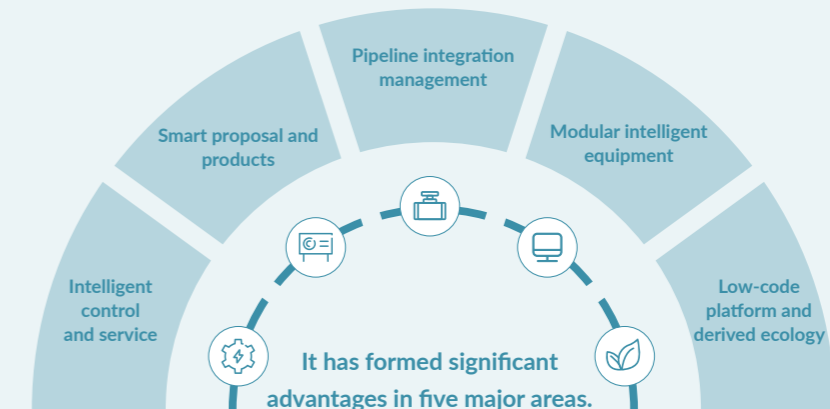 Pipeline integration
management
Smart proposal and
products
Modular intelligent
equipment
Intelligent
control
and service
Low-code
platform and
derived ecology
It has formed significant
advantages in five major areas.